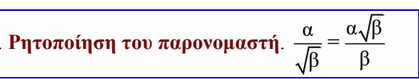 . Ρητοποίηση του παρονομαστή. α/√β = α√β/β